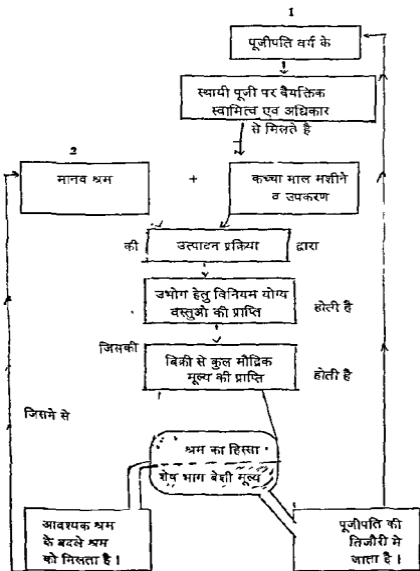 1
पूजीपति वर्ग के
स्थायी पूजी पर वैयक्तिक
स्वामित्व एव अधिकार
से मिलते है
2
मानव श्रम
+
कच्चा माल मशीने
व उपकरण
की
उत्पादन प्रकिया
द्वारा
उभोग हेतु विनियम योग्य
वस्तुओ की प्राप्ति
होती है
जिसकी
बिक्री से कुल मौद्रिक
मूल्य की प्राप्ति
होती है
जिसमे से
श्रम का हिस्सा
शेष भाग बेशी मूल्य
आवश्यक श्रम
के बदले श्रम
को मिलता है।
पूजीपति की
तिजौरी मे
जाता है।